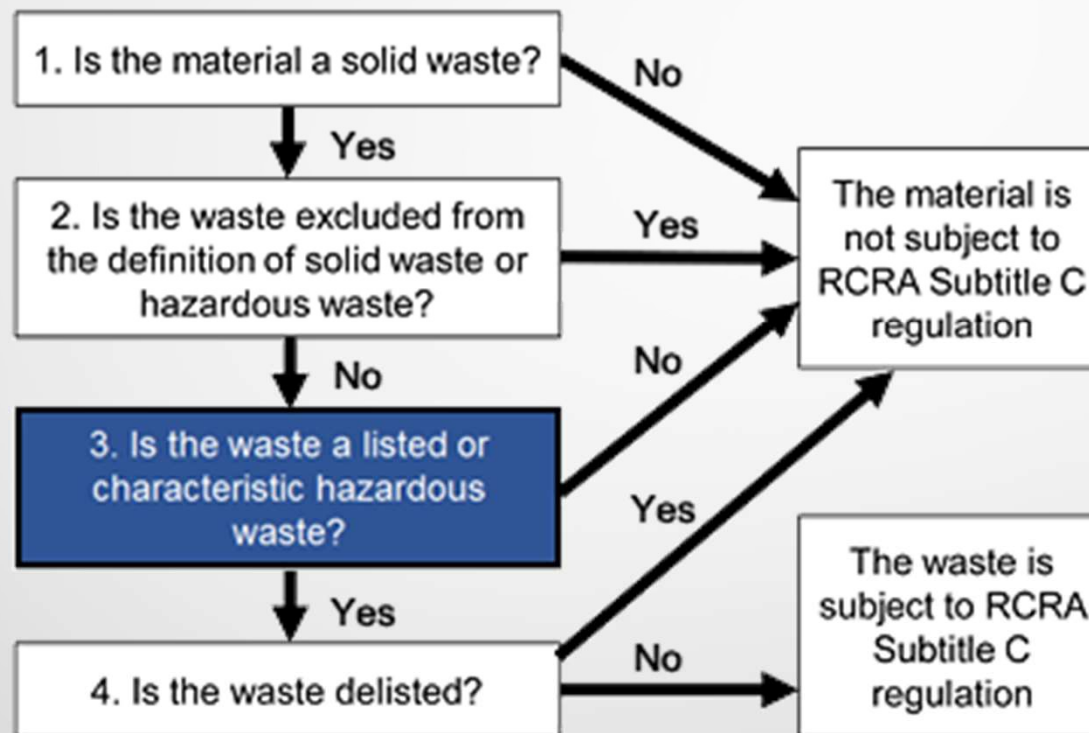 1. Is the material a solid waste?
No
Yes
2. Is the waste excluded from
the definition of solid waste or
hazardous waste?
Yes
The material is
not subject to
RCRA Subtitle C
regulation
No
No
3. Is the waste a listed or
characteristic hazardous
waste?
Yes
Yes
The waste is
subject to RCRA
Subtitle C
regulation
4. Is the waste delisted?
No